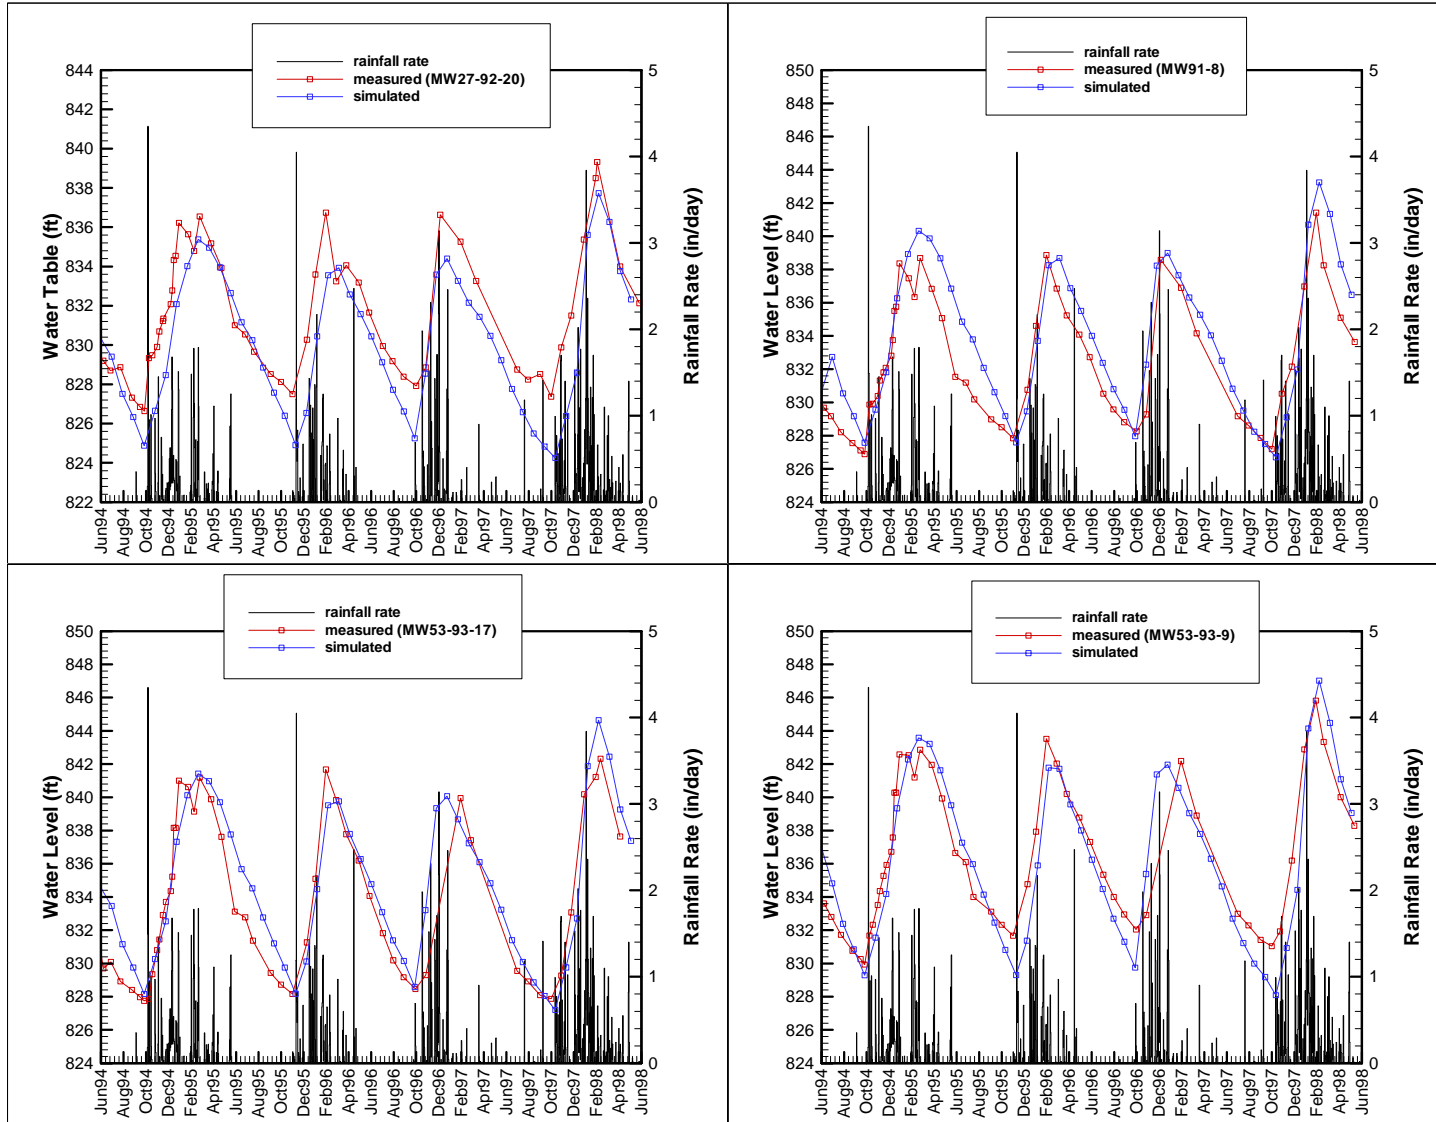 rainfall rate
measured (MW27-92-20)
simulated
844
842
840
838
836
834
832
830
828
826
824
822
Water Table (ft)
5
4
3
2
1
0
Rainfall Rate (in/day)
Jun94
Aug94
Oct94
Dec94
Feb95
Apr95
Jun95
Aug95
Oct95
Dec95
Feb96
Apr96
Jun96
Aug96
Oct96
Dec96
Feb97
Apr97
Jun97
Aug97
Oct97
Dec97
Feb98
Apr98
Jun98
rainfall rate
measured (MW91-8)
simulated
850
848
846
844
842
840
838
836
834
832
830
828
826
824
Water Level (ft)
5
4
3
2
1
0
Rainfall Rate (in/day)
Jun94
Aug94
Oct94
Dec94
Feb95
Apr95
Jun95
Aug95
Oct95
Dec95
Feb96
Apr96
Jun96
Aug96
Oct96
Dec96
Feb97
Apr97
Jun97
Aug97
Oct97
Dec97
Feb98
Apr98
Jun98
rainfall rate
measured (MW53-93-17)
simulated
850
848
846
844
842
840
838
836
834
832
830
828
826
824
Water Level (ft)
5
4
3
2
1
0
Rainfall Rate (in/day)
Jun94
Aug94
Oct94
Dec94
Feb95
Apr95
Jun95
Aug95
Oct95
Dec95
Feb96
Apr96
Jun96
Aug96
Oct96
Dec96
Feb97
Apr97
Jun97
Aug97
Oct97
Dec97
Feb98
Apr98
Jun98
rainfall rate
measured (MW53-93-9)
simulated
850
848
846
844
842
840
838
836
834
832
830
828
826
824
Water Level (ft)
5
4
3
2
1
0
Rainfall Rate (in/day)
Jun94
Aug94
Oct94
Dec94
Feb95
Apr95
Jun95
Aug95
Oct95
Dec95
Feb96
Apr96
Jun96
Aug96
Oct96
Dec96
Feb97
Apr97
Jun97
Aug97
Oct97
Dec97
Feb98
Apr98
Jun98